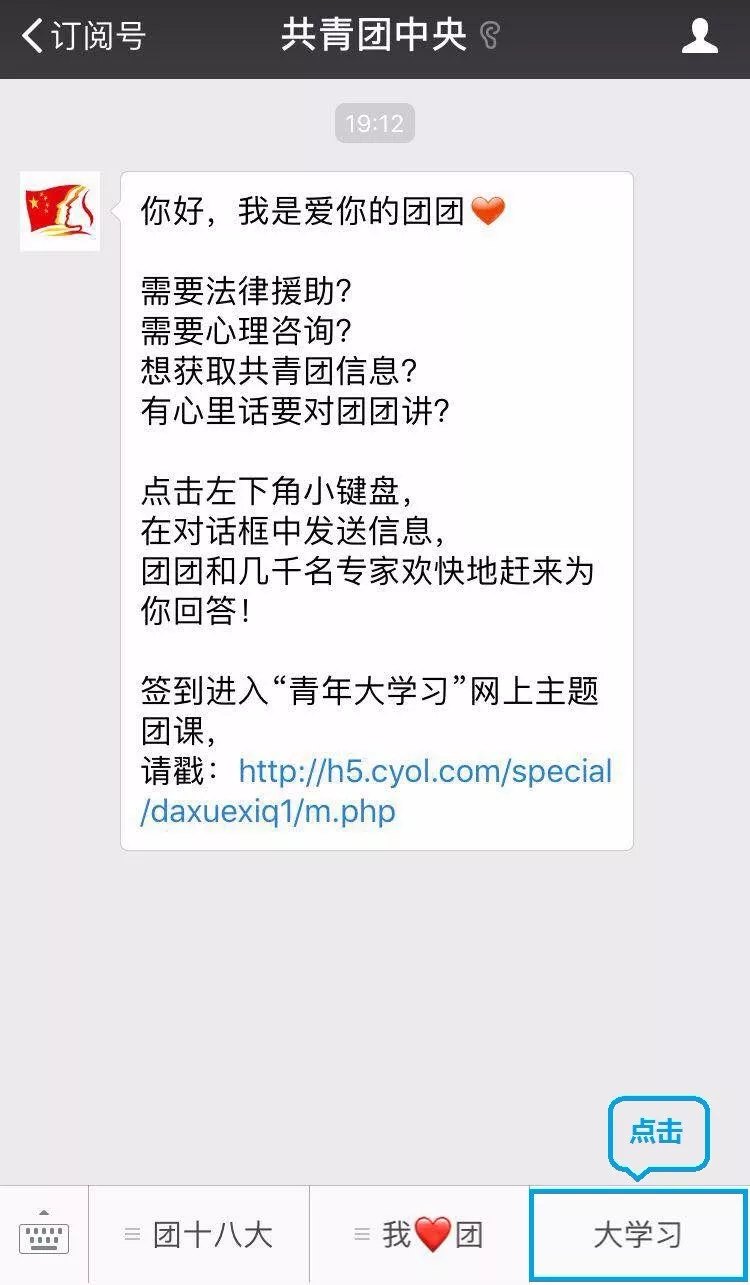 订阅号
共青团中央
19:12
你好，我是爱你的团团❤️
需要法律援助？
需要心理咨询？
想获取共青团信息？
有心里话要对团团讲？
点击左下角小键盘，
在对话框中发送信息，
团团和几千名专家欢快地赶来为
你回答！
签到进入“青年大学习”网上主题
团课，
请戳：http://h5.cyol.com/special
/daxuexiq1/m.php
点击
团十八大
我❤️团
大学习